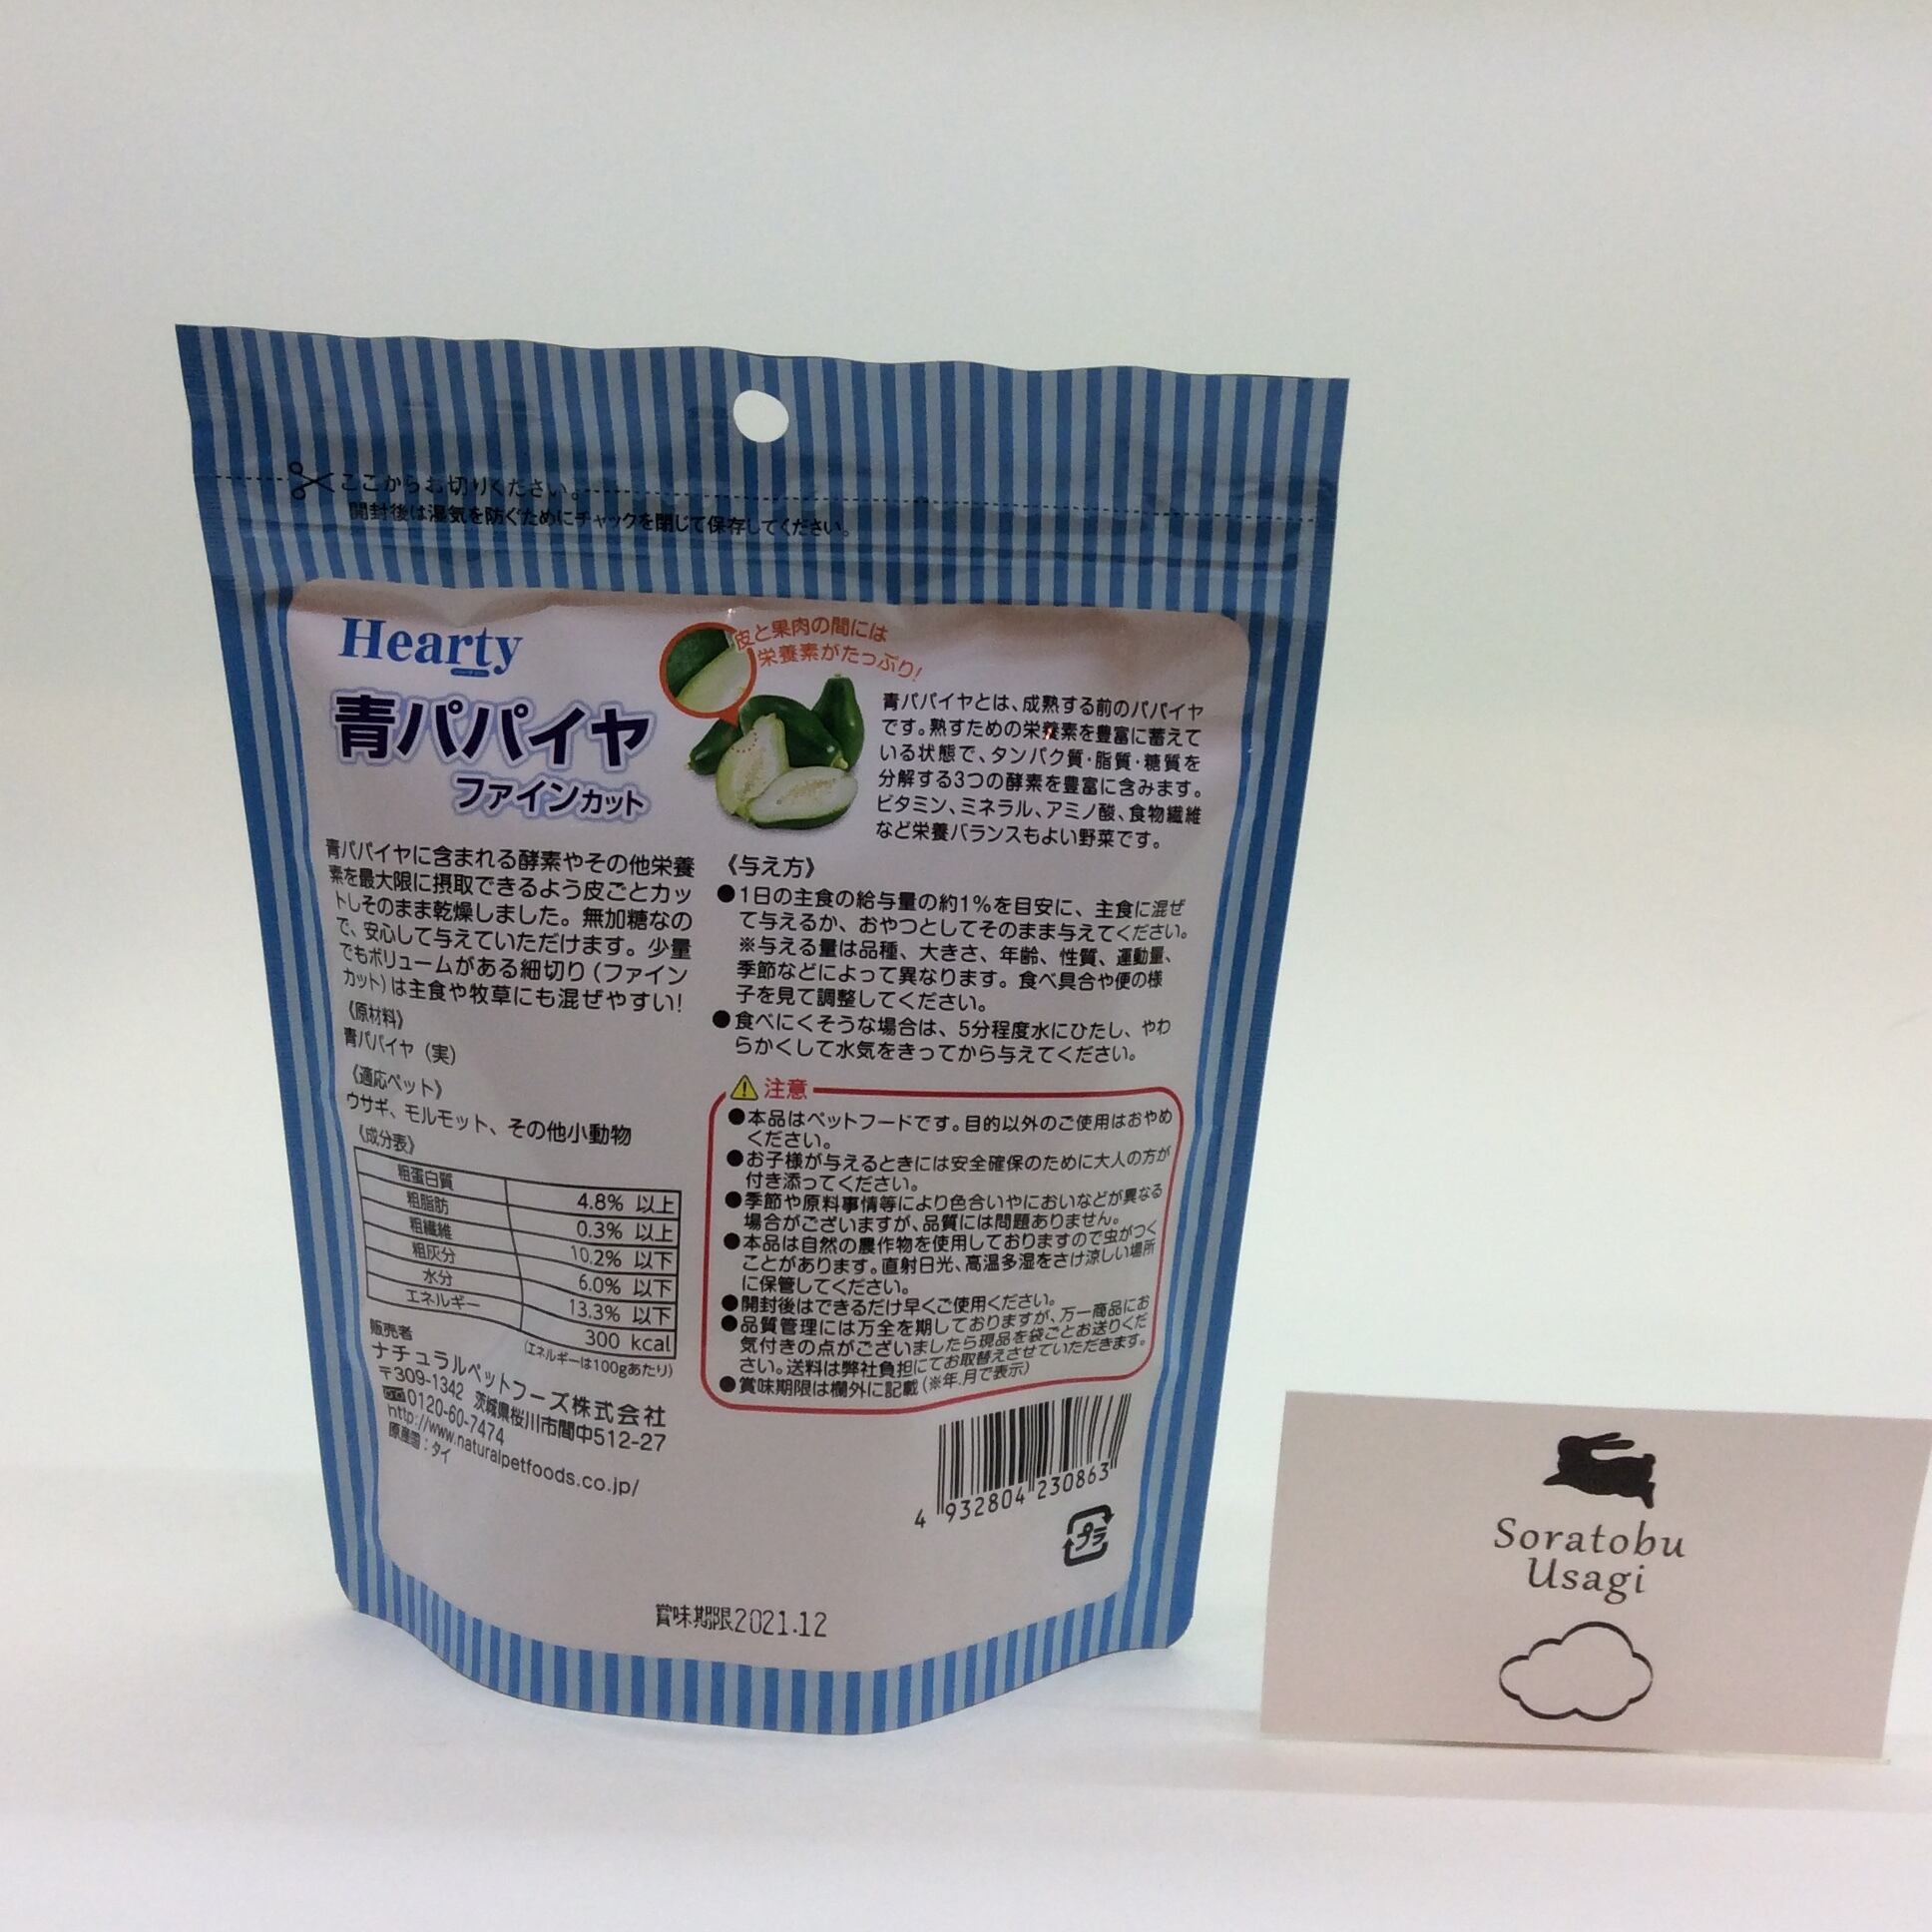 ここからお切りください。
開封後は湿気を防ぐためにチャックを閉じて保存してください。
Hearty
青パパイヤ
ファインカット
皮と果肉の間には
栄養素がたっぷり!
青パパイヤとは、成熟する前のパパイヤ
です。熟すための栄養素を豊富に蓄えて
いる状態で、タンパク質・脂質・糖質を
分解する3つの酵素を豊富に含みます。
ビタミン、ミネラル、アミノ酸、食物繊維
など栄養バランスもよい野菜です。
青パパイヤに含まれる酵素やその他栄養
素を最大限に摂取できるよう皮ごとカッ
トしそのまま乾燥しました。無加糖なの
で、安心して与えていただけます。少量
でもボリュームがある細切り(ファイン
カット)は主食や牧草にも混ぜやすい!
《原材料》
青パパイヤ(実)
《適応ペット》
ウサギ、モルモット、その他小動物
《成分表》
粗蛋白質 4.8% 以上
粗脂肪 0.3% 以上
粗繊維 10.2% 以下
粗灰分 6.0% 以下
水分 13.3% 以下
エネルギー 300 kcal
(エネルギーは100gあたり)
販売者
ナチュラルペットフーズ株式会社
〒309-1342 茨城県桜川市間中512-27
0120-60-7474
http://www.naturalpetfoods.co.jp/
原産国:タイ
《与え方》
●1日の主食の給与量の約1%を目安に、主食に混ぜ
て与えるか、おやつとしてそのまま与えてください。
※与える量は品種、大きさ、年齢、性質、運動量、
季節などによって異なります。食べ具合や便の様
子を見て調整してください。
●食べにくそうな場合は、5分程度水にひたし、やわ
らかくして水気をきってから与えてください。
注意
●本品はペットフードです。目的以外のご使用はおやめ
ください。
●お子様が与えるときには安全確保のために大人の方が
付き添ってください。
●季節や原料事情等により色合いやにおいなどが異なる
場合がございますが、品質には問題ありません。
●本品は自然の農作物を使用しておりますので虫がつく
ことがあります。直射日光、高温多湿をさけ涼しい場所
に保管してください。
●開封後はできるだけ早くご使用ください。
●品質管理には万全を期しておりますが、万一商品にお
気付きの点がございましたら現品を袋ごとお送りくだ
さい。送料は弊社負担にてお取替えさせていただきます。
●賞味期限は欄外に記載(※年.月で表示)
4 932804 230863
プラ
賞味期限2021.12
Soratobu
Usagi